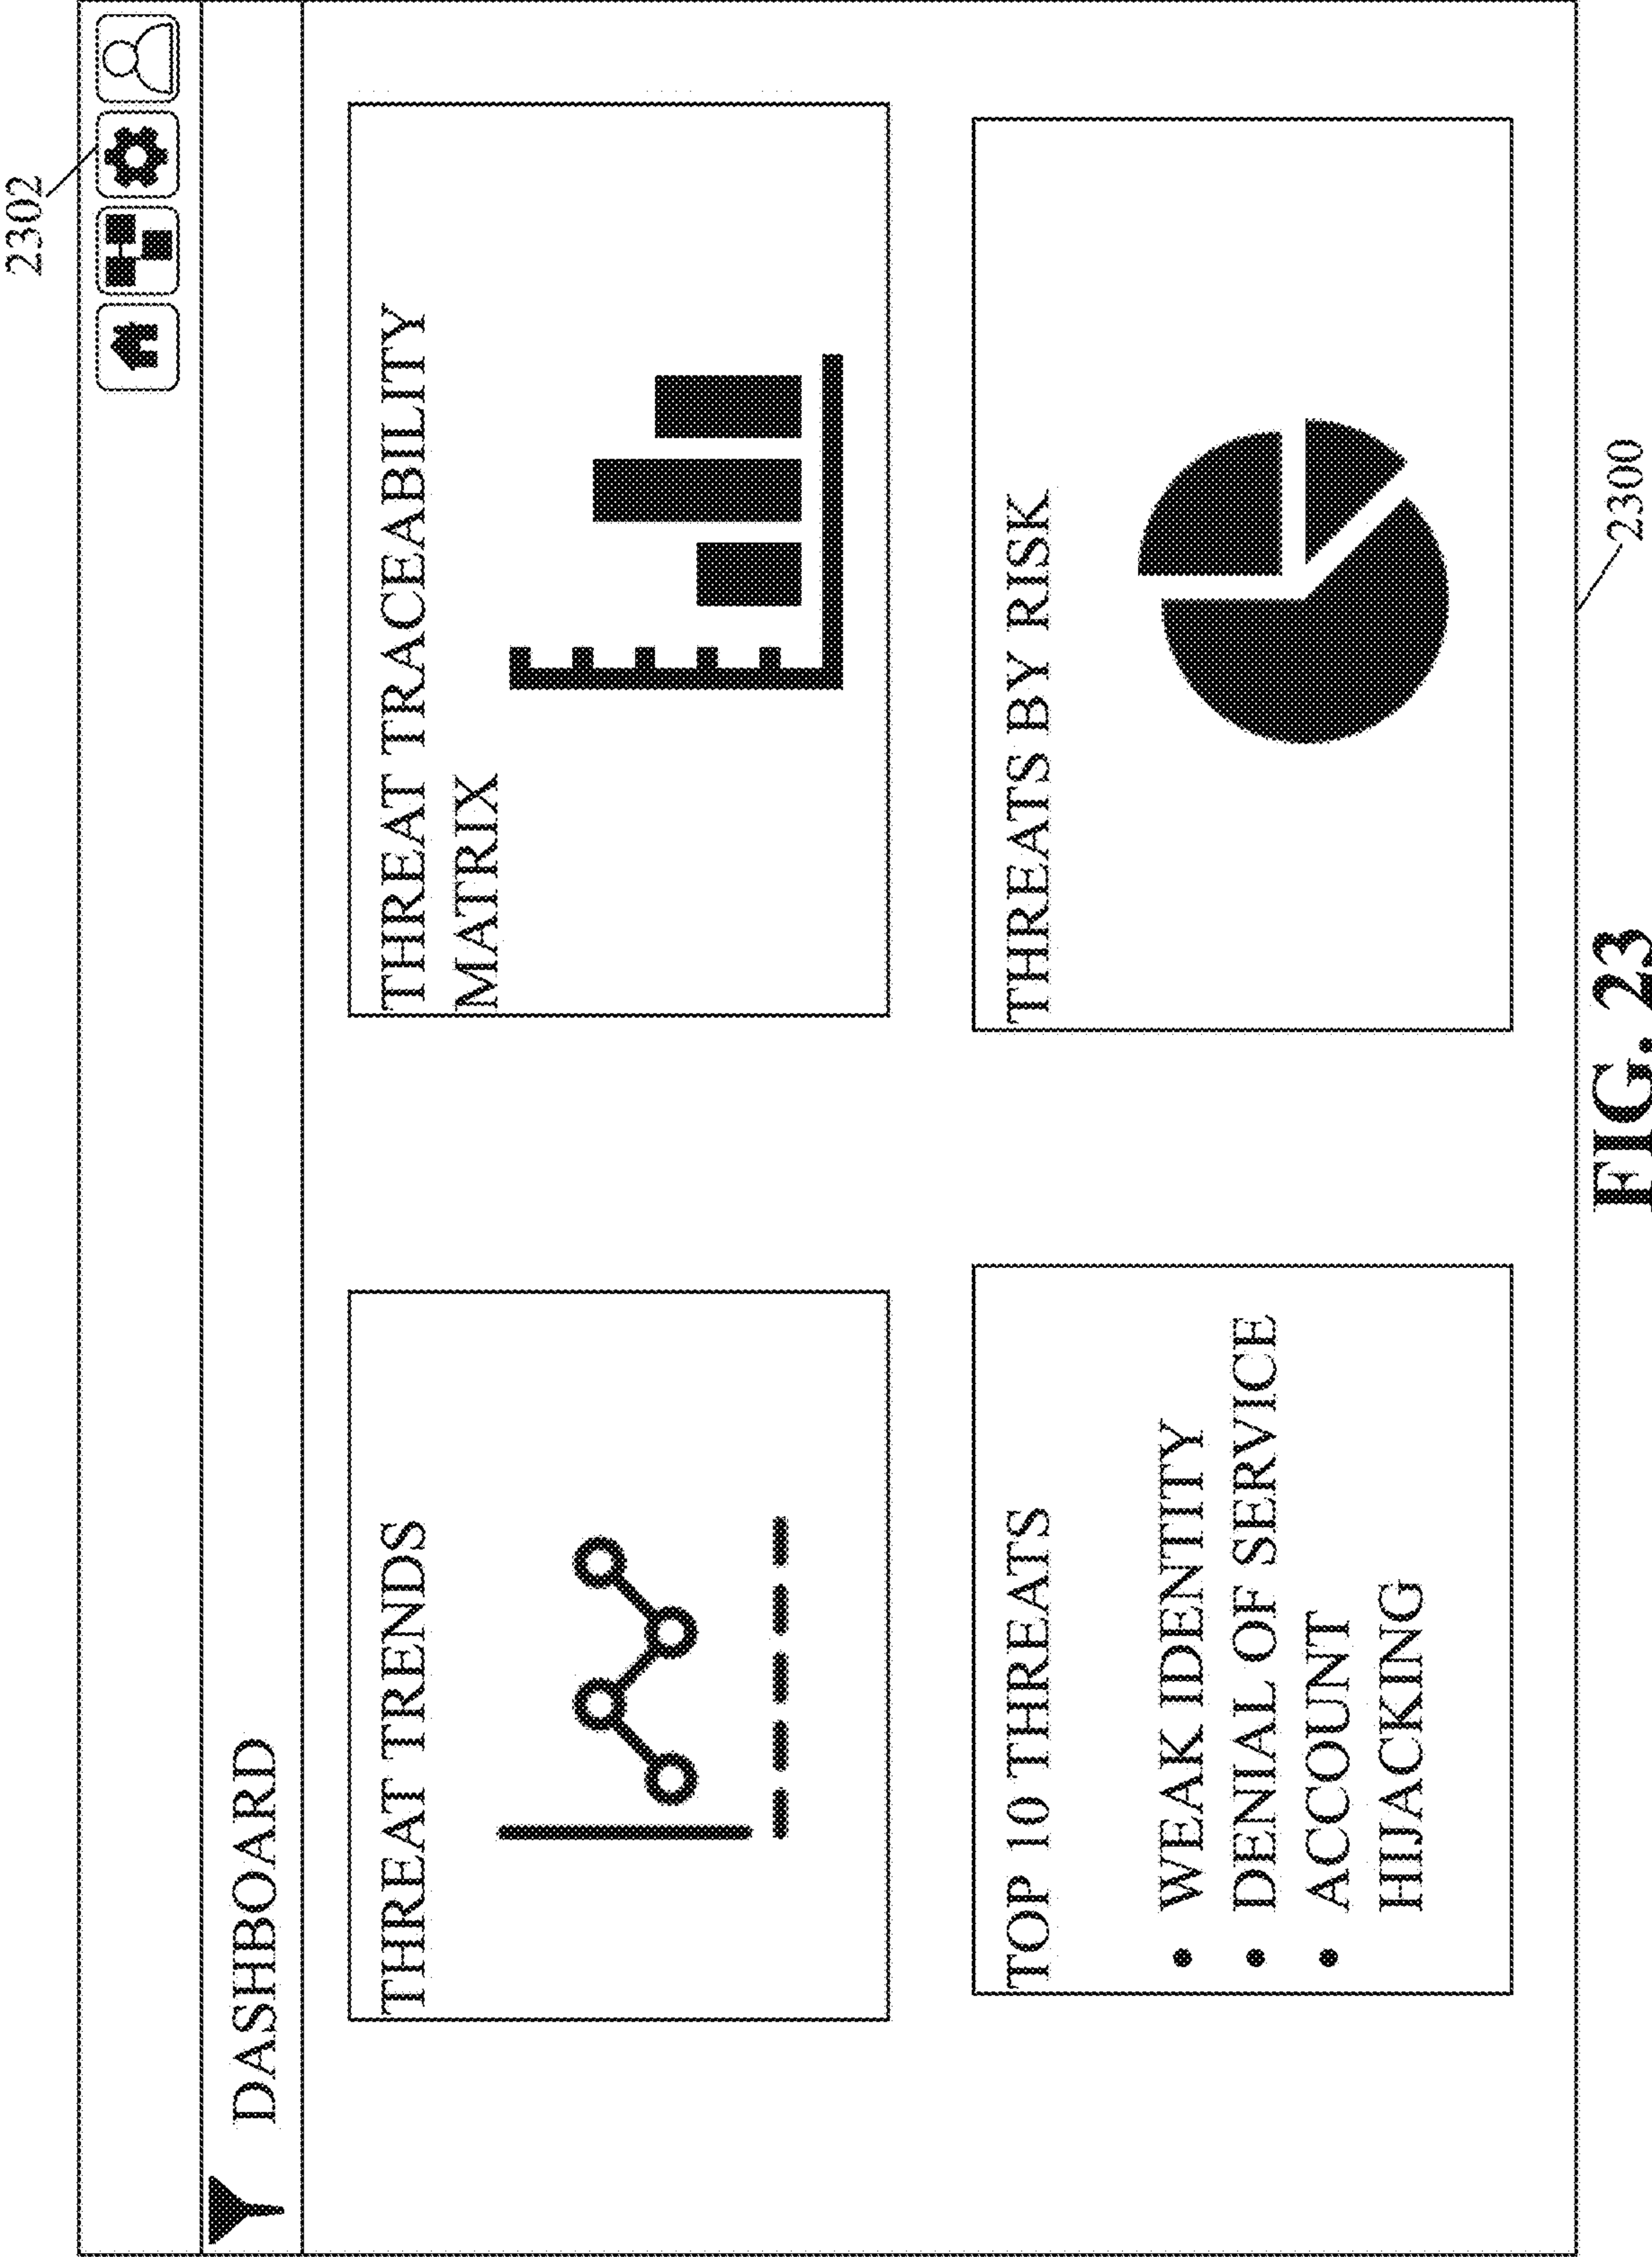 2302
DASHBOARD
THREAT TRENDS
THREAT TRACEABILITY
MATRIX
TOP 10 THREATS
• WEAK IDENTITY
• DENIAL OF SERVICE
• ACCOUNT
HIJACKING
THREATS BY RISK
2300
FIG. 23